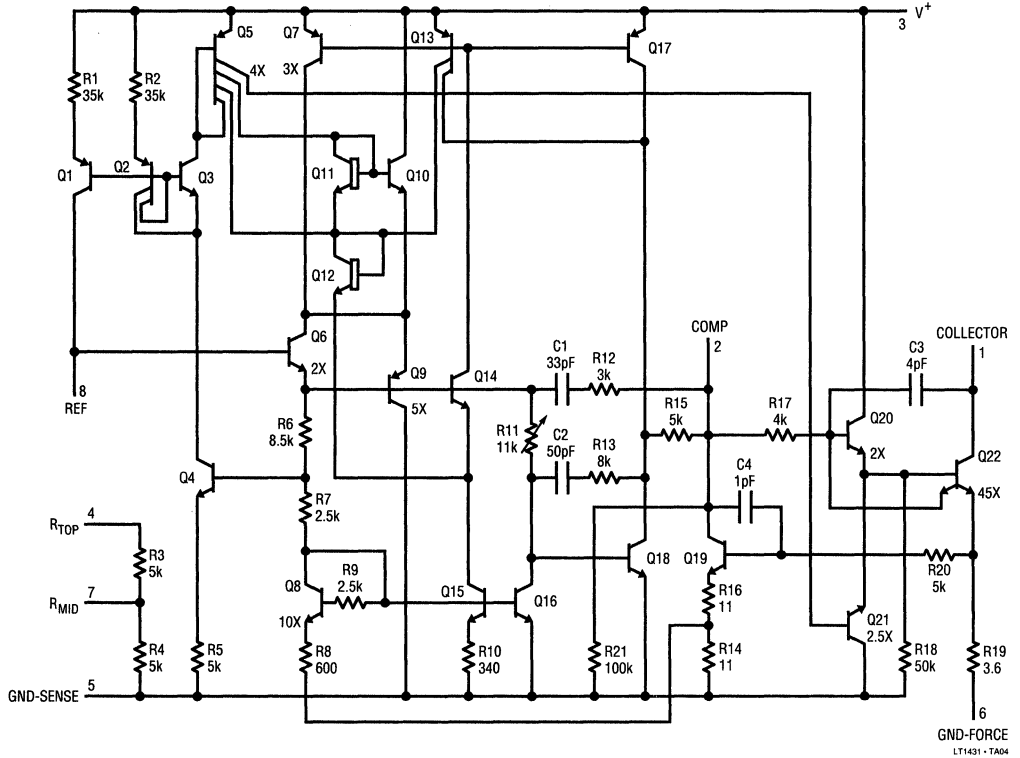 V+
3
Q5
Q7
Q13
Q17
4X
3X
R1
35k
R2
35k
Q1
Q2
Q3
Q11
Q10
Q12
Q6
2X
8
REF
COMP
2
COLLECTOR
1
C1
33pF
R12
3k
C3
4pF
Q9
5X
Q14
R6
8.5k
R11
11k
C2
50pF
R13
8k
R15
5k
R17
4k
Q20
2X
Q22
45X
Q4
R7
2.5k
C4
1pF
4
RTOP
R3
5k
7
RMID
R4
5k
R5
5k
Q8
10X
R9
2.5k
R8
600
Q15
Q16
R10
340
Q18
Q19
R16
11
R14
11
R21
100k
R20
5k
Q21
2.5X
R18
50k
R19
3.6
GND-SENSE
5
6
GND-FORCE
LT1431 • TA04